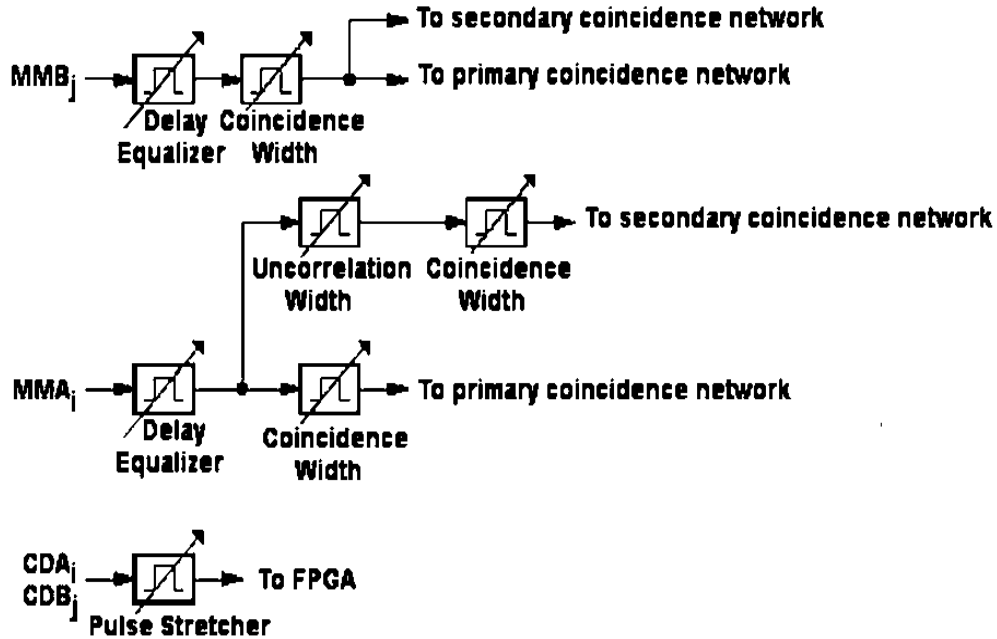 To secondary coincidence network
MMBj
To primary coincidence network
Delay Equalizer
Coincidence Width
To secondary coincidence network
Uncorrelation Width
Coincidence Width
MMAi
To primary coincidence network
Delay Equalizer
Coincidence Width
CDAi
CDBj
To FPGA
Pulse Stretcher